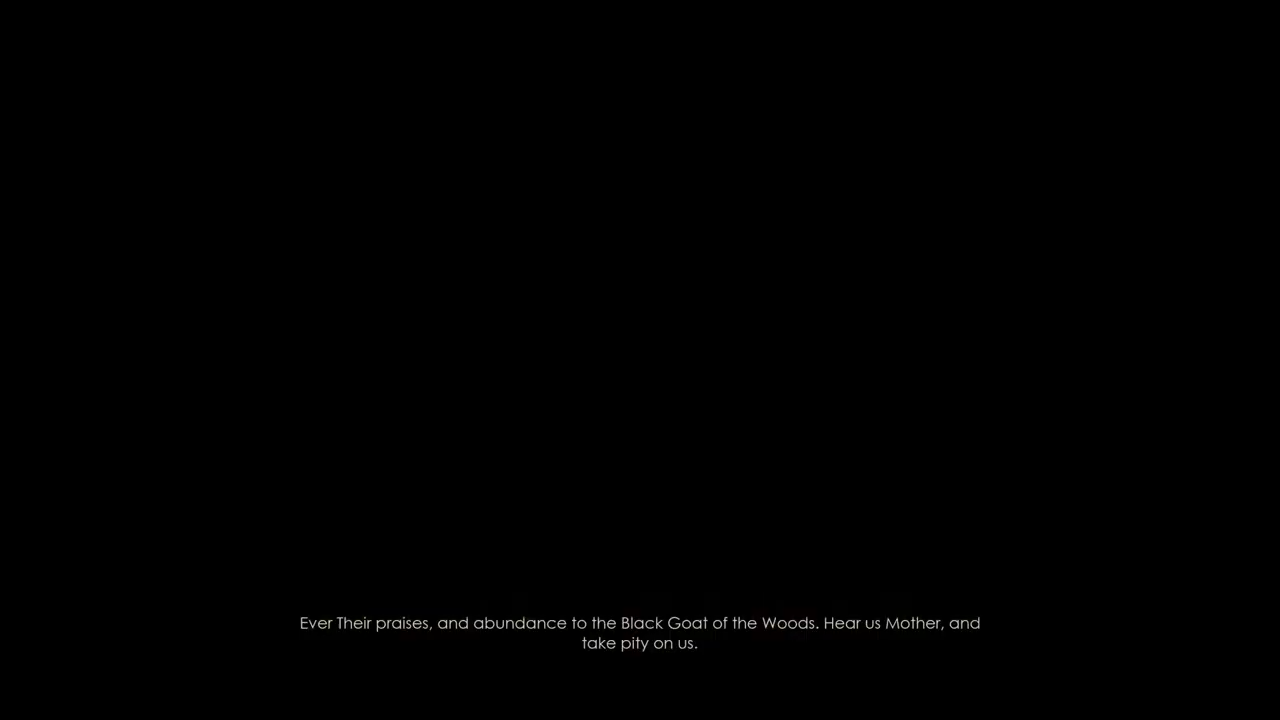 Ever Their praises, and abundance to the Black Goat of the Woods. Hear us Mother, and
take pity on us.